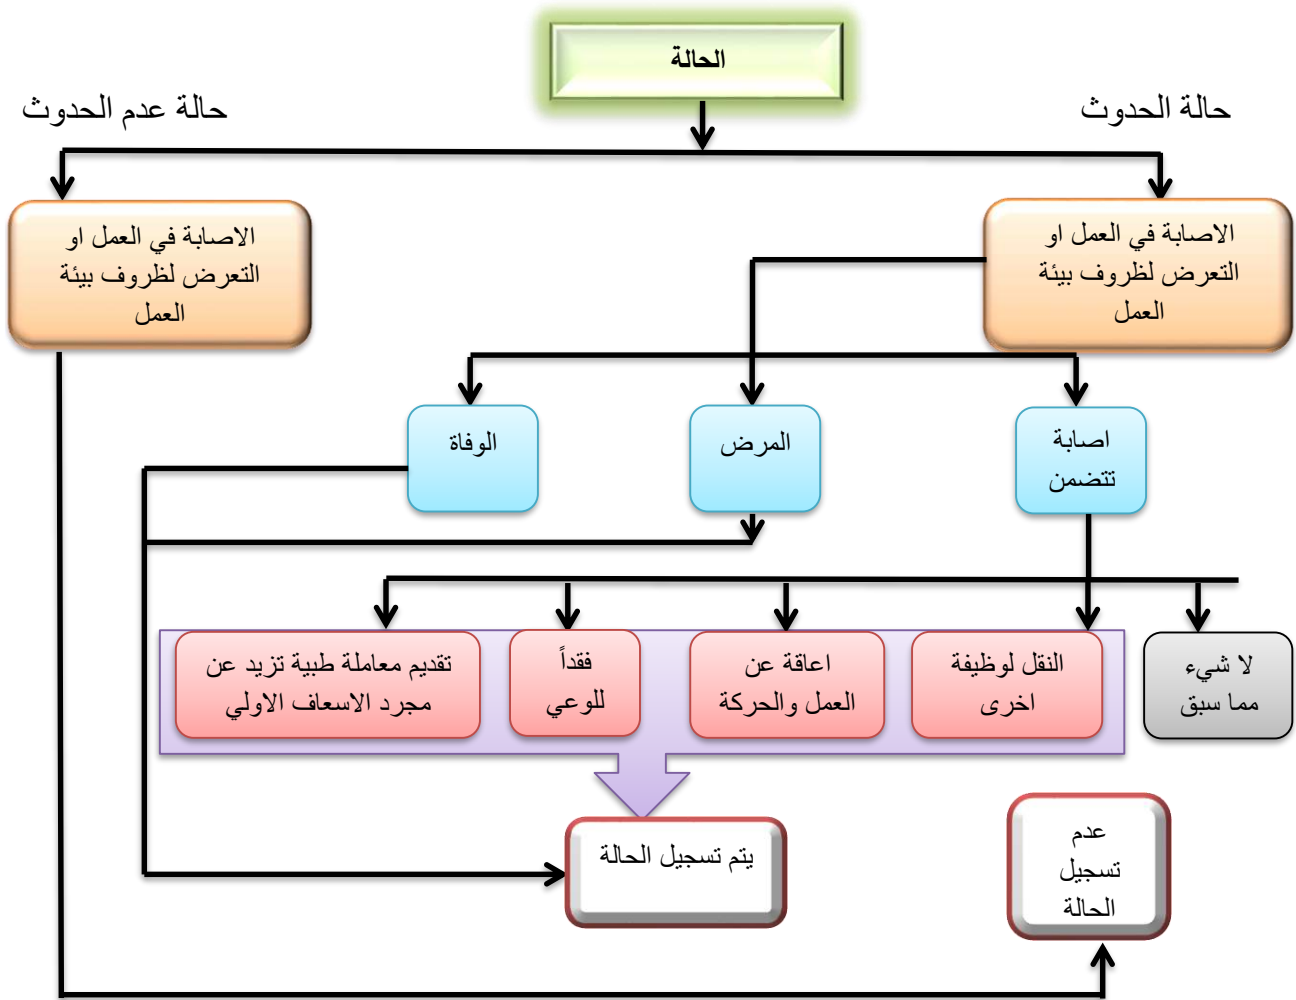 الحالة
حالة الحدوث
حالة عدم الحدوث
الاصابة في العمل او
التعرض لظروف بيئة
العمل
الاصابة في العمل او
التعرض لظروف بيئة
العمل
اصابة
تتضمن
المرض
الوفاة
لا شيء
مما سبق
النقل لوظيفة
اخرى
اعاقة عن
العمل والحركة
فقداً
للوعي
تقديم معاملة طبية تزيد عن
مجرد الاسعاف الاولي
عدم
تسجيل
الحالة
يتم تسجيل الحالة